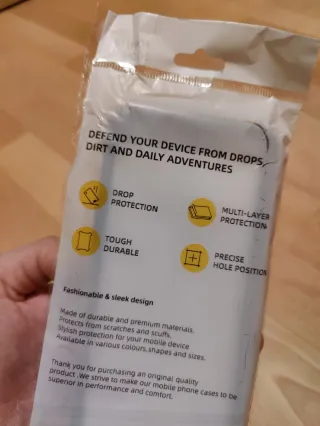 DEFEND YOUR DEVICE FROM DROPS,
DIRT AND DAILY ADVENTURES
DROP
PROTECTION
MULTI-LAYER
PROTECTION
TOUGH
DURABLE
PRECISE
HOLE POSITION
Fashionable & sleek design
Made of durable and premium materials.
Protects from scratches and scuffs.
Stylish protection for your mobile device
Available in various colours,shapes and sizes.
Thank you for purchasing an original quality
product .We strive to make our mobile phone cases to be
superior in performance and comfort.